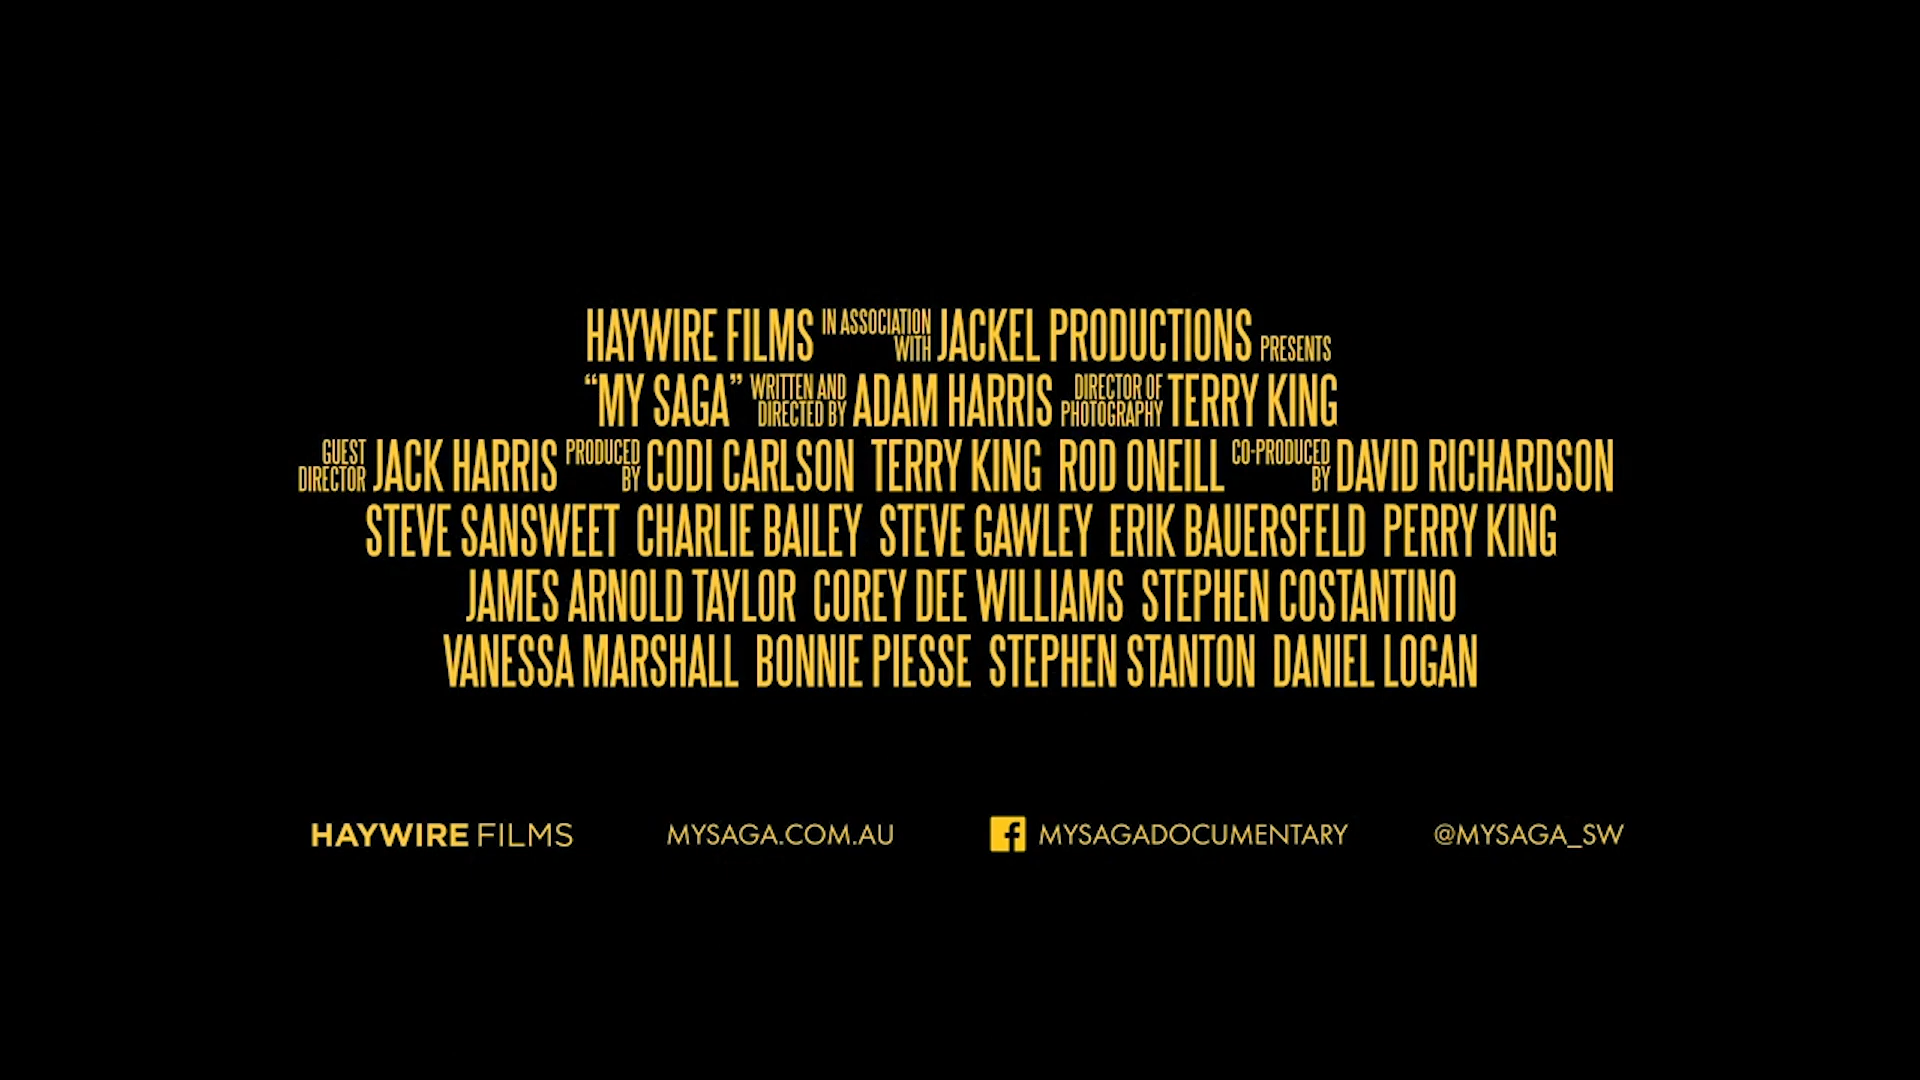 HAYWIRE FILMS IN ASSOCIATION WITH JACKEL PRODUCTIONS PRESENTS
“MY SAGA” WRITTEN AND DIRECTED BY ADAM HARRIS DIRECTOR OF PHOTOGRAPHY TERRY KING
GUEST DIRECTOR JACK HARRIS PRODUCED BY CODI CARLSON TERRY KING ROD ONEILL CO-PRODUCED BY DAVID RICHARDSON
STEVE SANSWEET CHARLIE BAILEY STEVE GAWLEY ERIK BAUERSFELD PERRY KING
JAMES ARNOLD TAYLOR COREY DEE WILLIAMS STEPHEN COSTANTINO
VANESSA MARSHALL BONNIE PIESSE STEPHEN STANTON DANIEL LOGAN
HAYWIRE FILMS MYSAGA.COM.AU f MYSAGADOCUMENTARY @MYSAGA_SW